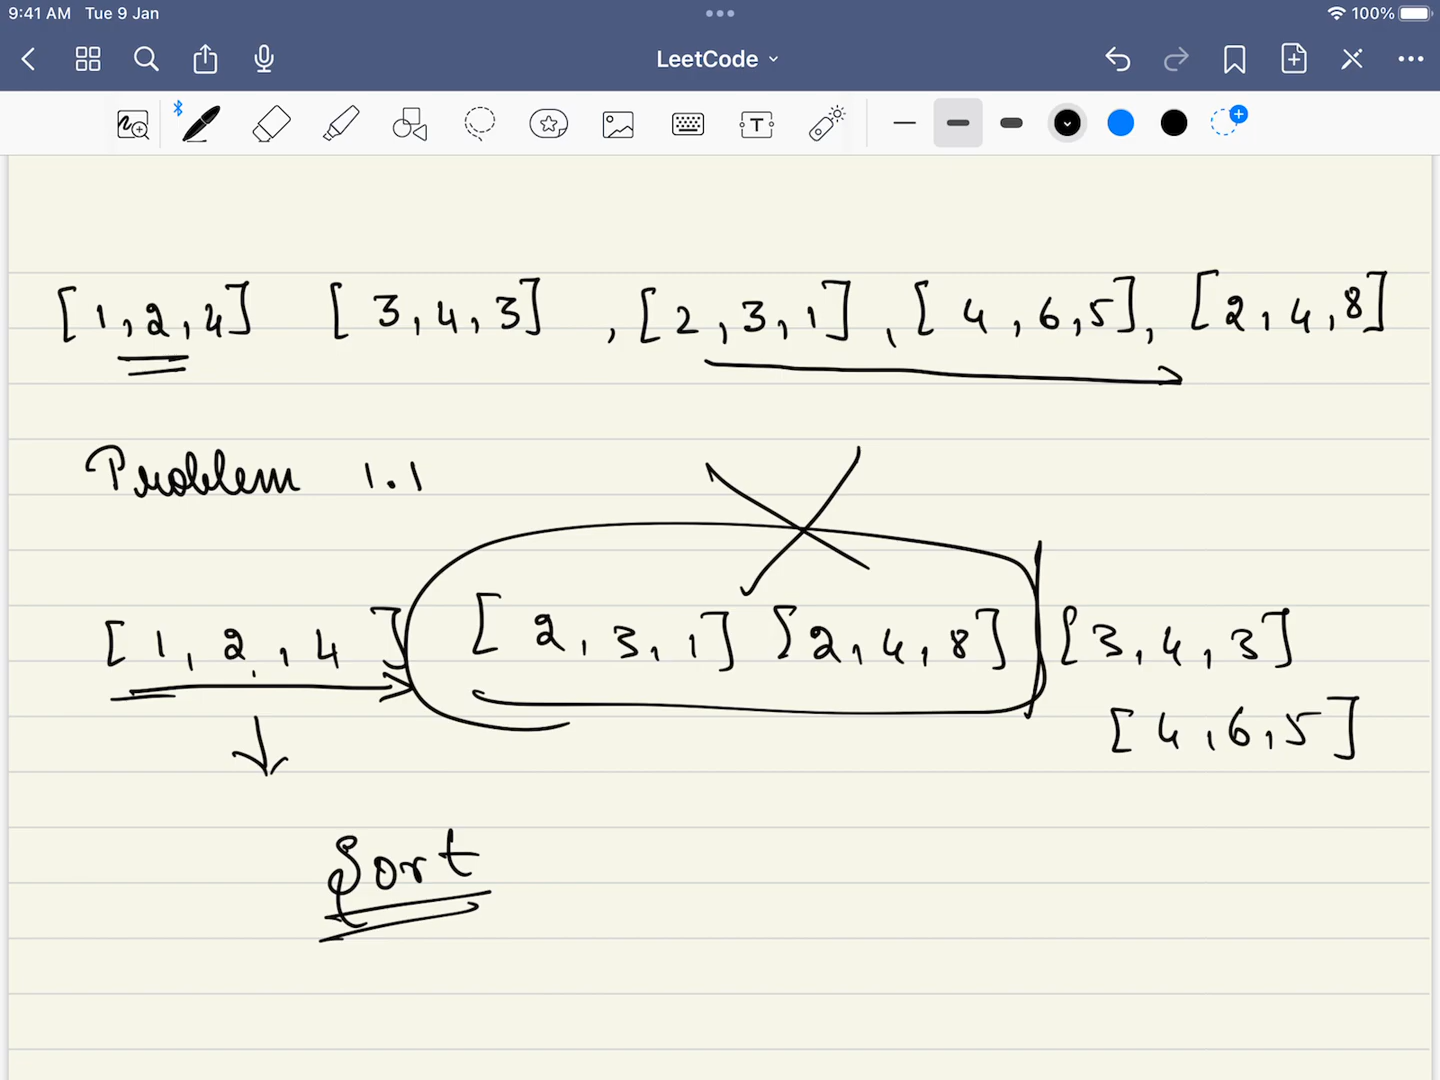 9:41 AM Tue 9 Jan 100%
LeetCode
T
[1,2,4] [3,4,3] ,[2,3,1] ,[4,6,5], [2,4,8]
Problem 1.1
[1,2,4] [2,3,1] [2,4,8] [3,4,3]
[4,6,5]
Sort